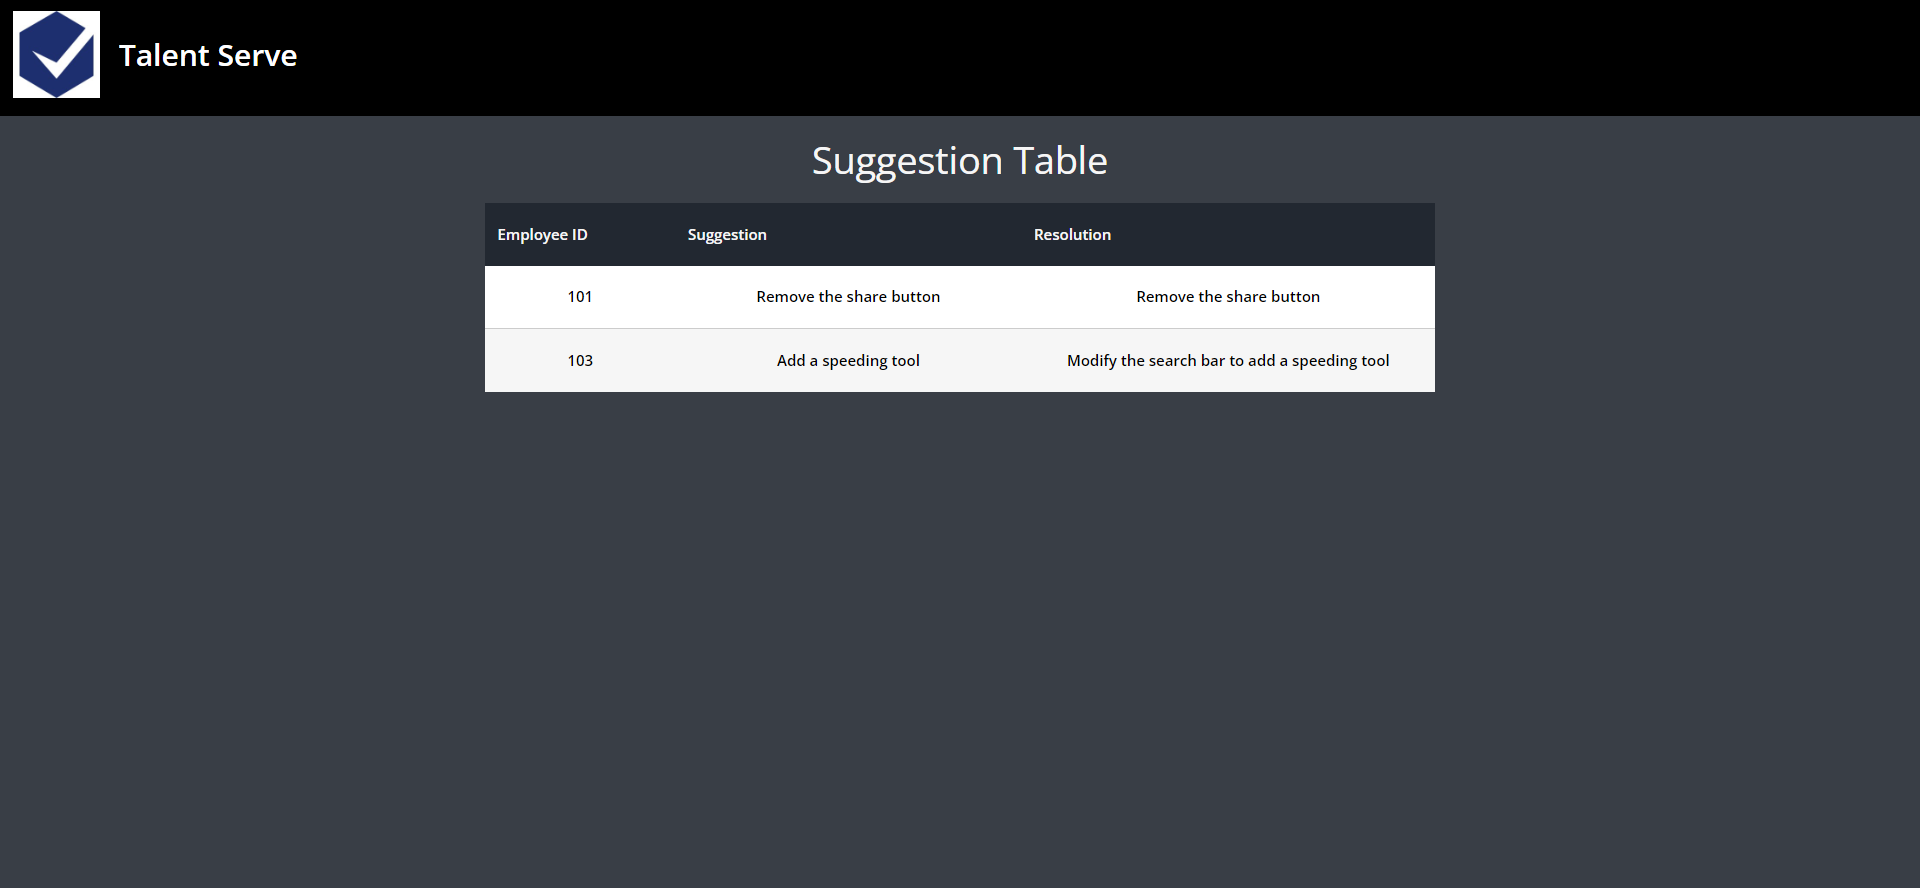 Talent Serve
Suggestion Table
Employee ID Suggestion Resolution
101 Remove the share button Remove the share button
103 Add a speeding tool Modify the search bar to add a speeding tool